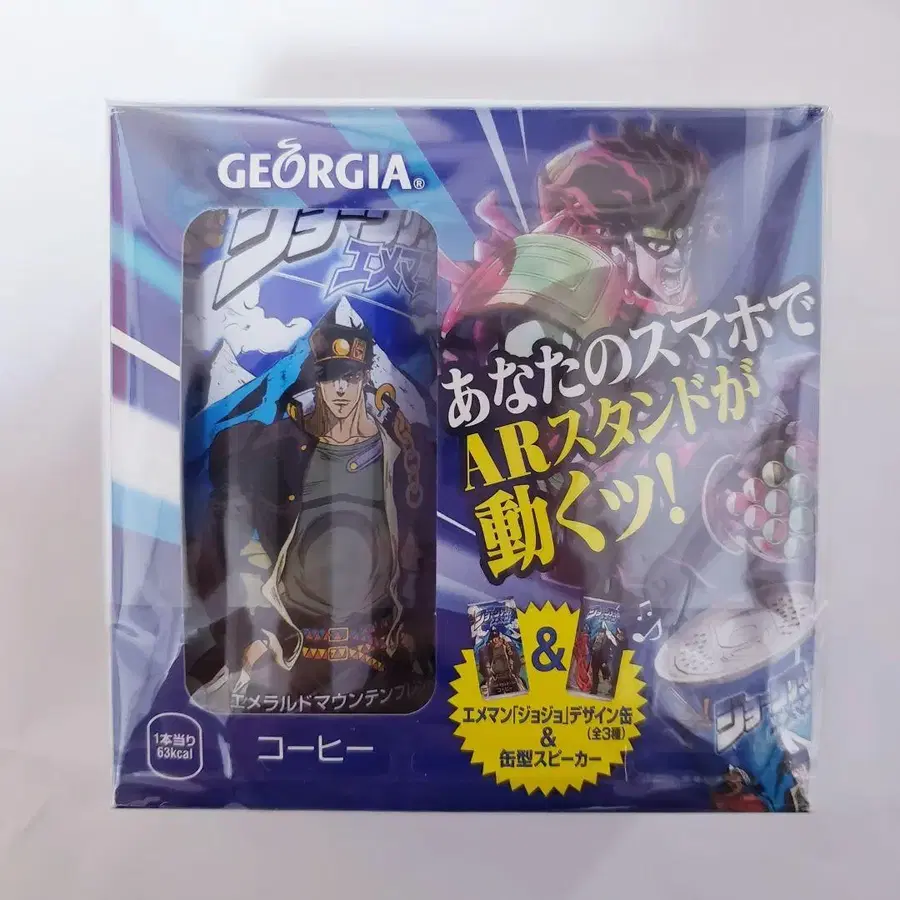 GEORGIA®
エメマン
エメラルドマウンテンブレン
コーヒー
1本当り
63kcal
あなたのスマホで
ARスタンドが
動くッ!
&
エメマン「ジョジョ」デザイン缶
(全3種)
&
缶型スピーカー